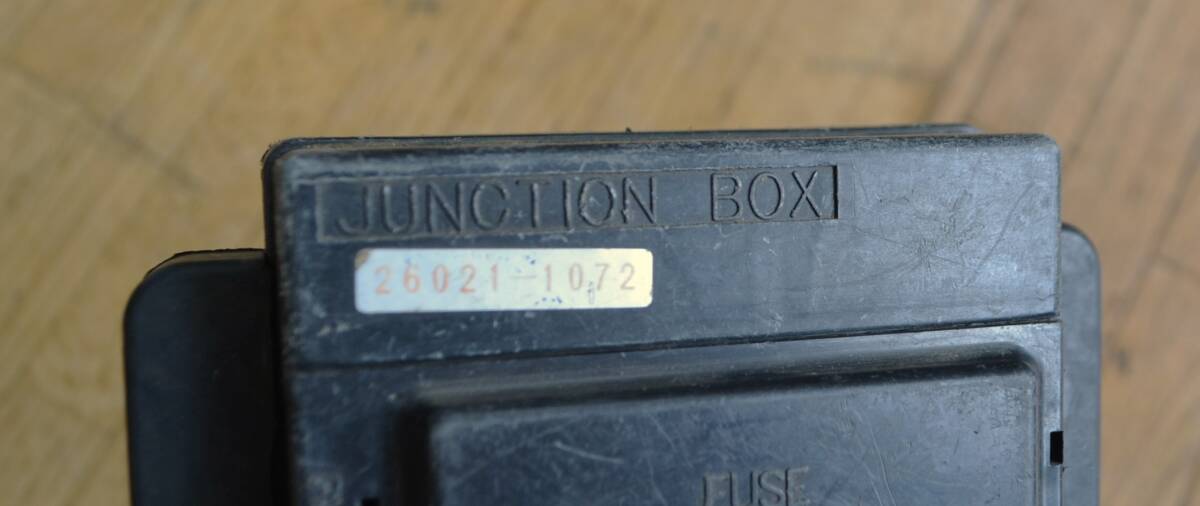 JUNCTION BOX
26021-1072
FUSE